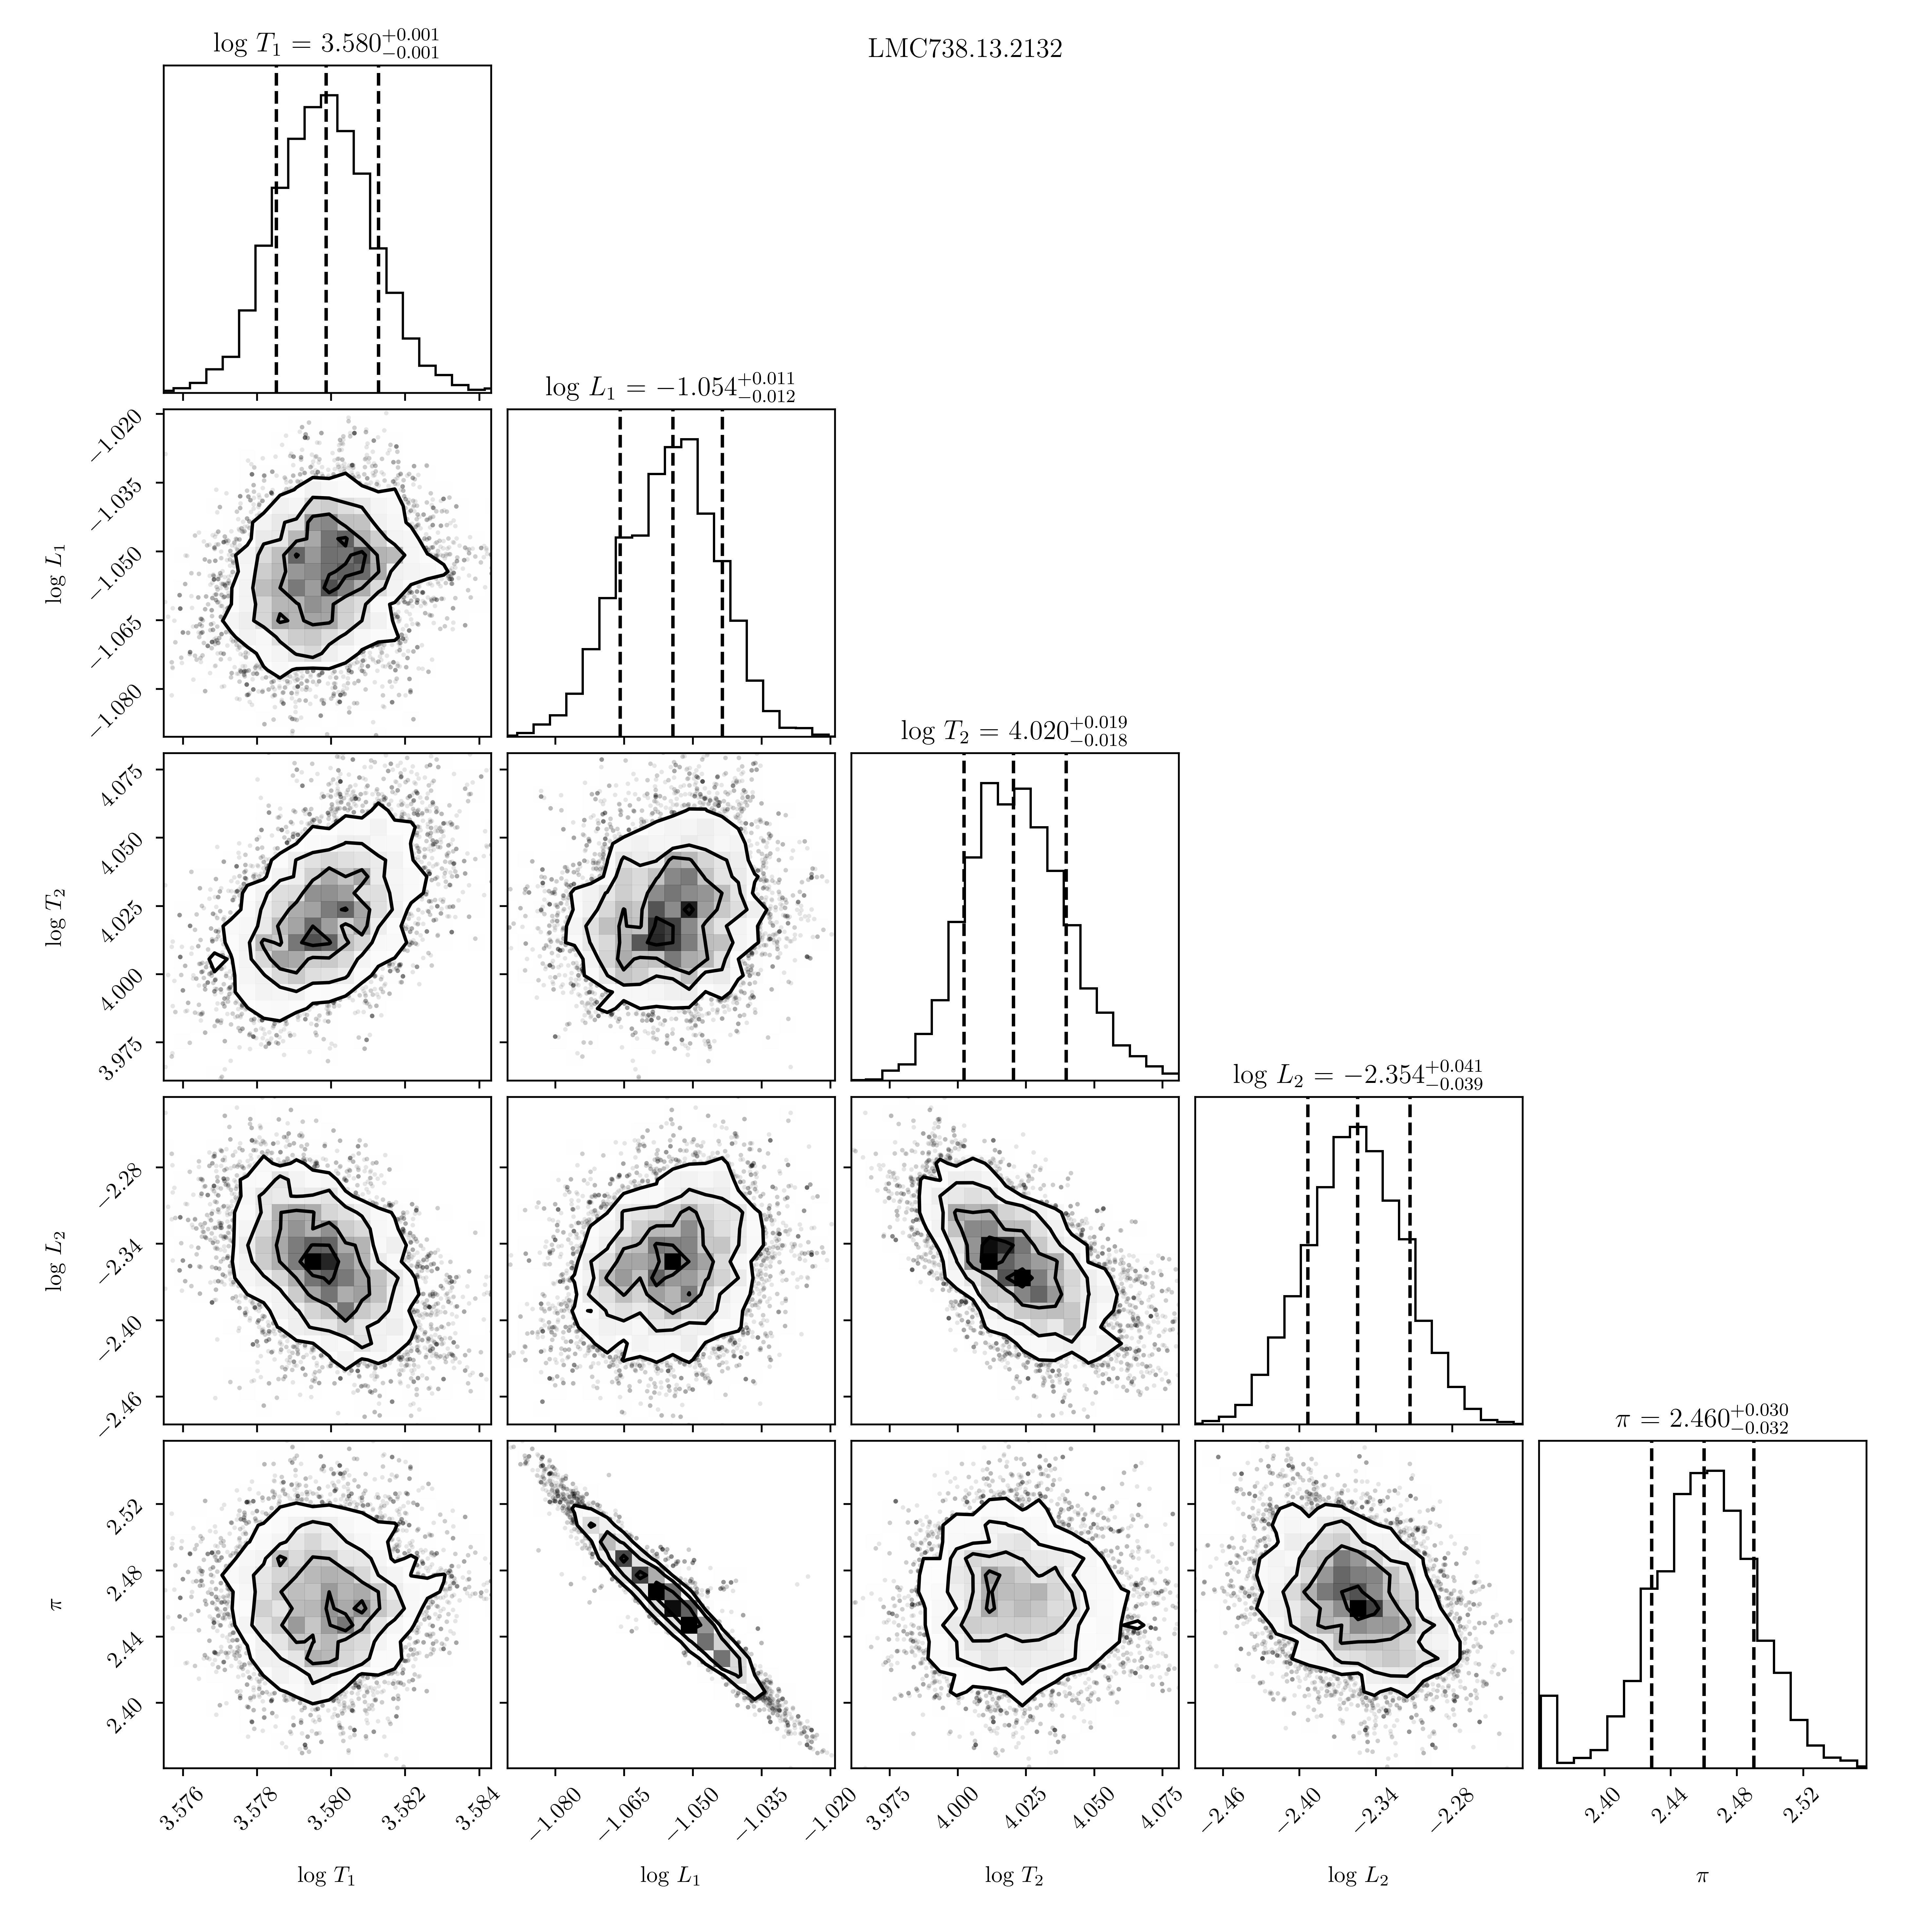 LMC738.13.2132
log T₁ = 3.580 +0.001 −0.001
log L₁ = −1.054 +0.011 −0.012
−1.020
−1.035
−1.050
−1.065
−1.080
log L₁
log T₂ = 4.020 +0.019 −0.018
4.075
4.050
4.025
4.000
3.975
log T₂
log L₂ = −2.354 +0.041 −0.039
−2.28
−2.34
−2.40
−2.46
log L₂
π = 2.460 +0.030 −0.032
2.52
2.48
2.44
2.40
π
3.576 3.578 3.580 3.582 3.584 −1.080 −1.065 −1.050 −1.035 −1.020 3.975 4.000 4.025 4.050 4.075 −2.46 −2.40 −2.34 −2.28 2.40 2.44 2.48 2.52
log T₁ log L₁ log T₂ log L₂ π